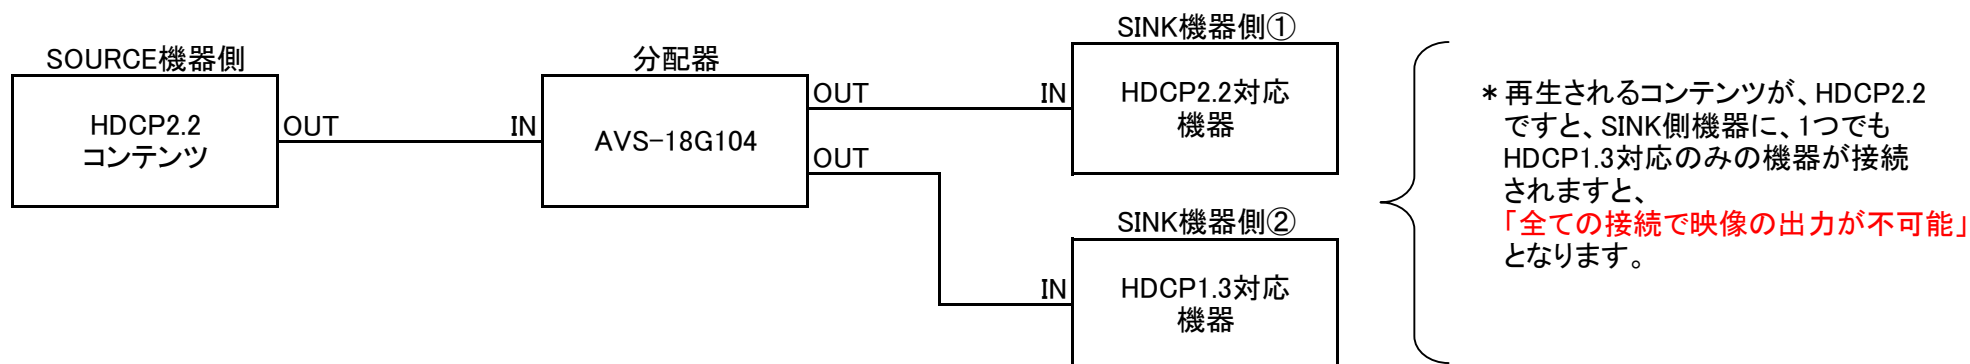 SOURCE機器側
HDCP2.2
コンテンツ
OUT
IN
分配器
AVS-18G104
OUT
OUT
SINK機器側①
IN
HDCP2.2対応
機器
SINK機器側②
IN
HDCP1.3対応
機器
* 再生されるコンテンツが、HDCP2.2
ですと、SINK側機器に、1つでも
HDCP1.3対応のみの機器が接続
されますと、
「全ての接続で映像の出力が不可能」
となります。